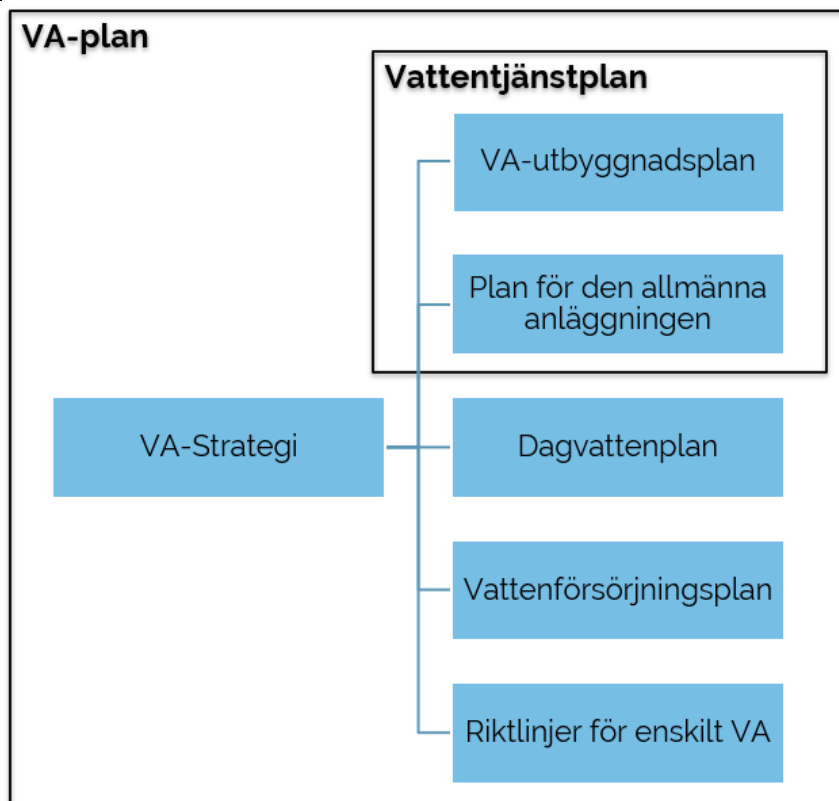 VA-plan
Vattentjänstplan
VA-utbyggnadsplan
Plan för den allmänna
anläggningen
VA-Strategi
Dagvattenplan
Vattenförsörjningsplan
Riktlinjer för enskilt VA